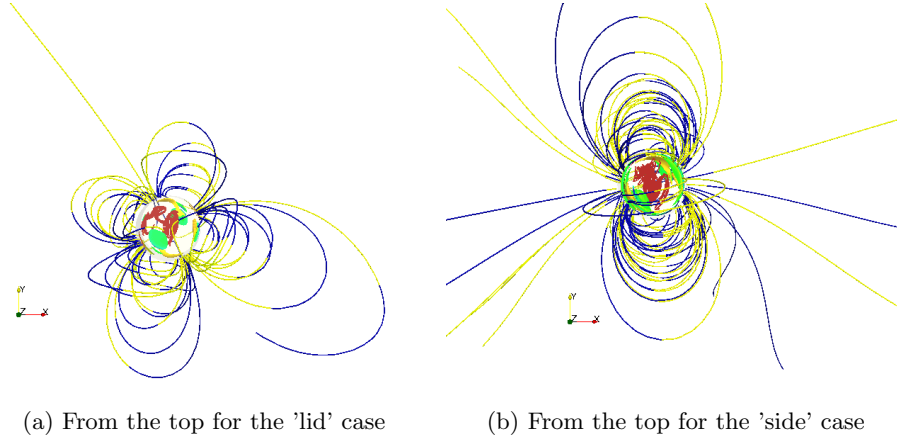 Y
Z X
Y
Z X
(a) From the top for the 'lid' case
(b) From the top for the 'side' case